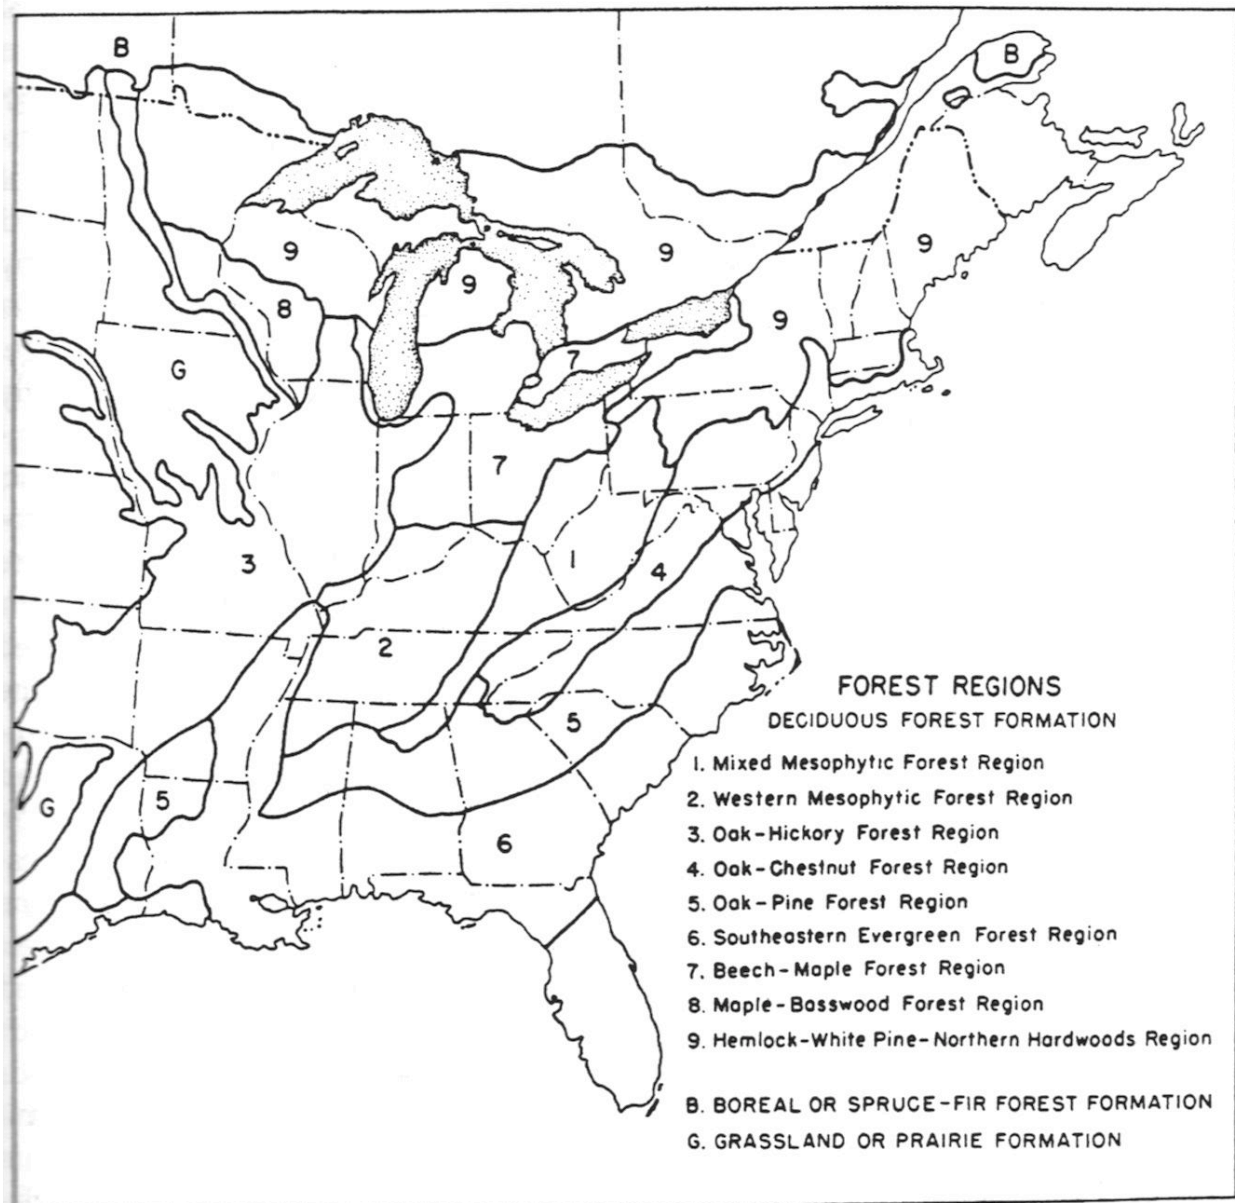 B
B
9
9
9
9
9
8
7
G
7
3
1
4
2
5
5
G
6
FOREST REGIONS
DECIDUOUS FOREST FORMATION
1. Mixed Mesophytic Forest Region
2. Western Mesophytic Forest Region
3. Oak-Hickory Forest Region
4. Oak-Chestnut Forest Region
5. Oak-Pine Forest Region
6. Southeastern Evergreen Forest Region
7. Beech-Maple Forest Region
8. Maple-Basswood Forest Region
9. Hemlock-White Pine-Northern Hardwoods Region
B. BOREAL OR SPRUCE-FIR FOREST FORMATION
G. GRASSLAND OR PRAIRIE FORMATION